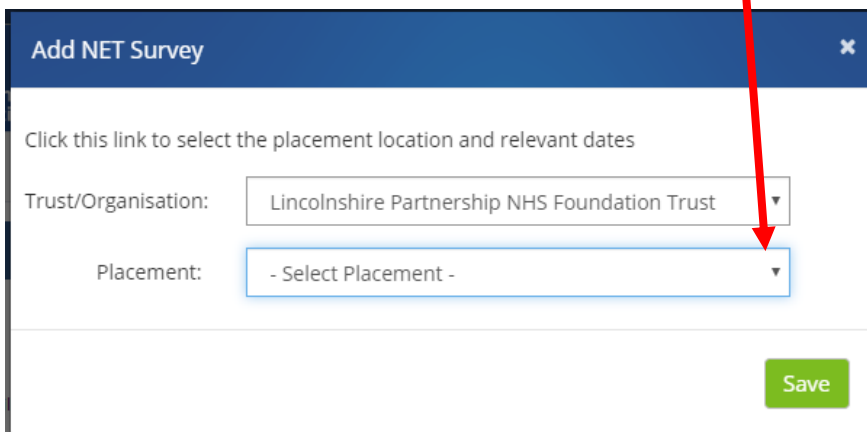 Add NET Survey ×
Click this link to select the placement location and relevant dates
Trust/Organisation: Lincolnshire Partnership NHS Foundation Trust
Placement: - Select Placement -
Save